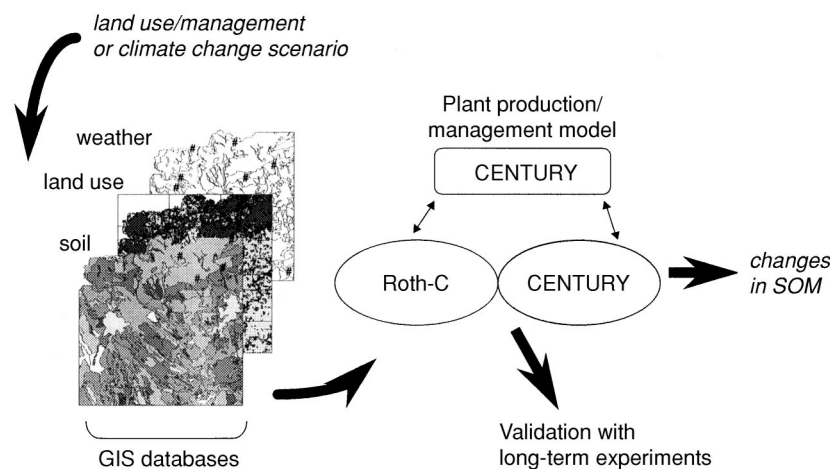 land use/management
or climate change scenario
weather
land use
soil
GIS databases
Plant production/
management model
CENTURY
Roth-C
CENTURY
changes
in SOM
Validation with
long-term experiments